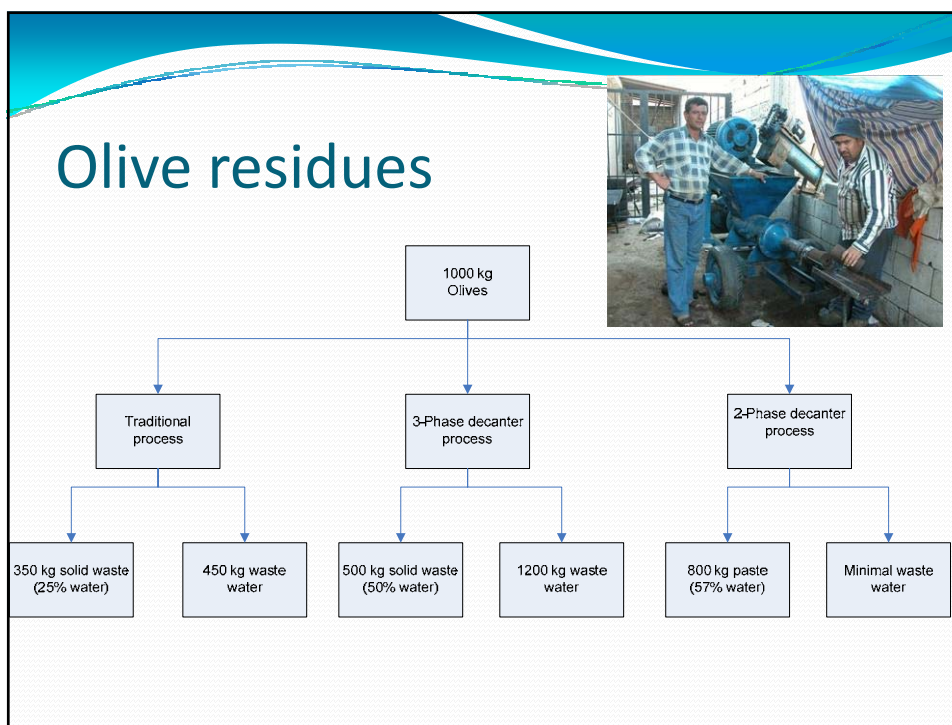 Olive residues
1000 kg
Olives
Traditional
process
3-Phase decanter
process
2-Phase decanter
process
350 kg solid waste
(25% water)
450 kg waste
water
500 kg solid waste
(50% water)
1200 kg waste
water
800 kg paste
(57% water)
Minimal waste
water